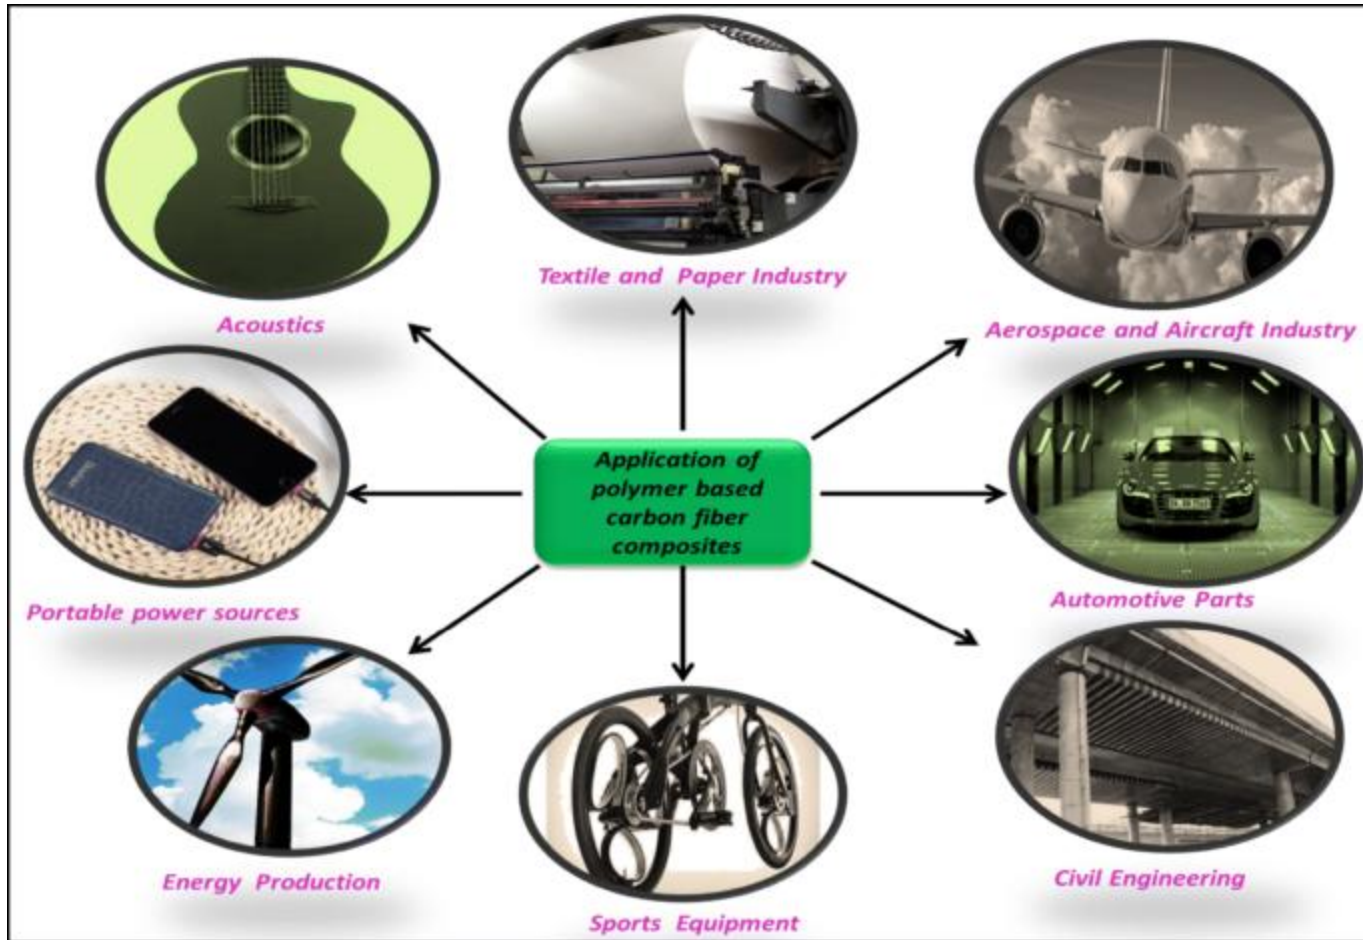 Textile and Paper Industry
Acoustics
Aerospace and Aircraft Industry
Application of
polymer based
carbon fiber
composites
Portable power sources
Automotive Parts
Energy Production
Civil Engineering
Sports Equipment